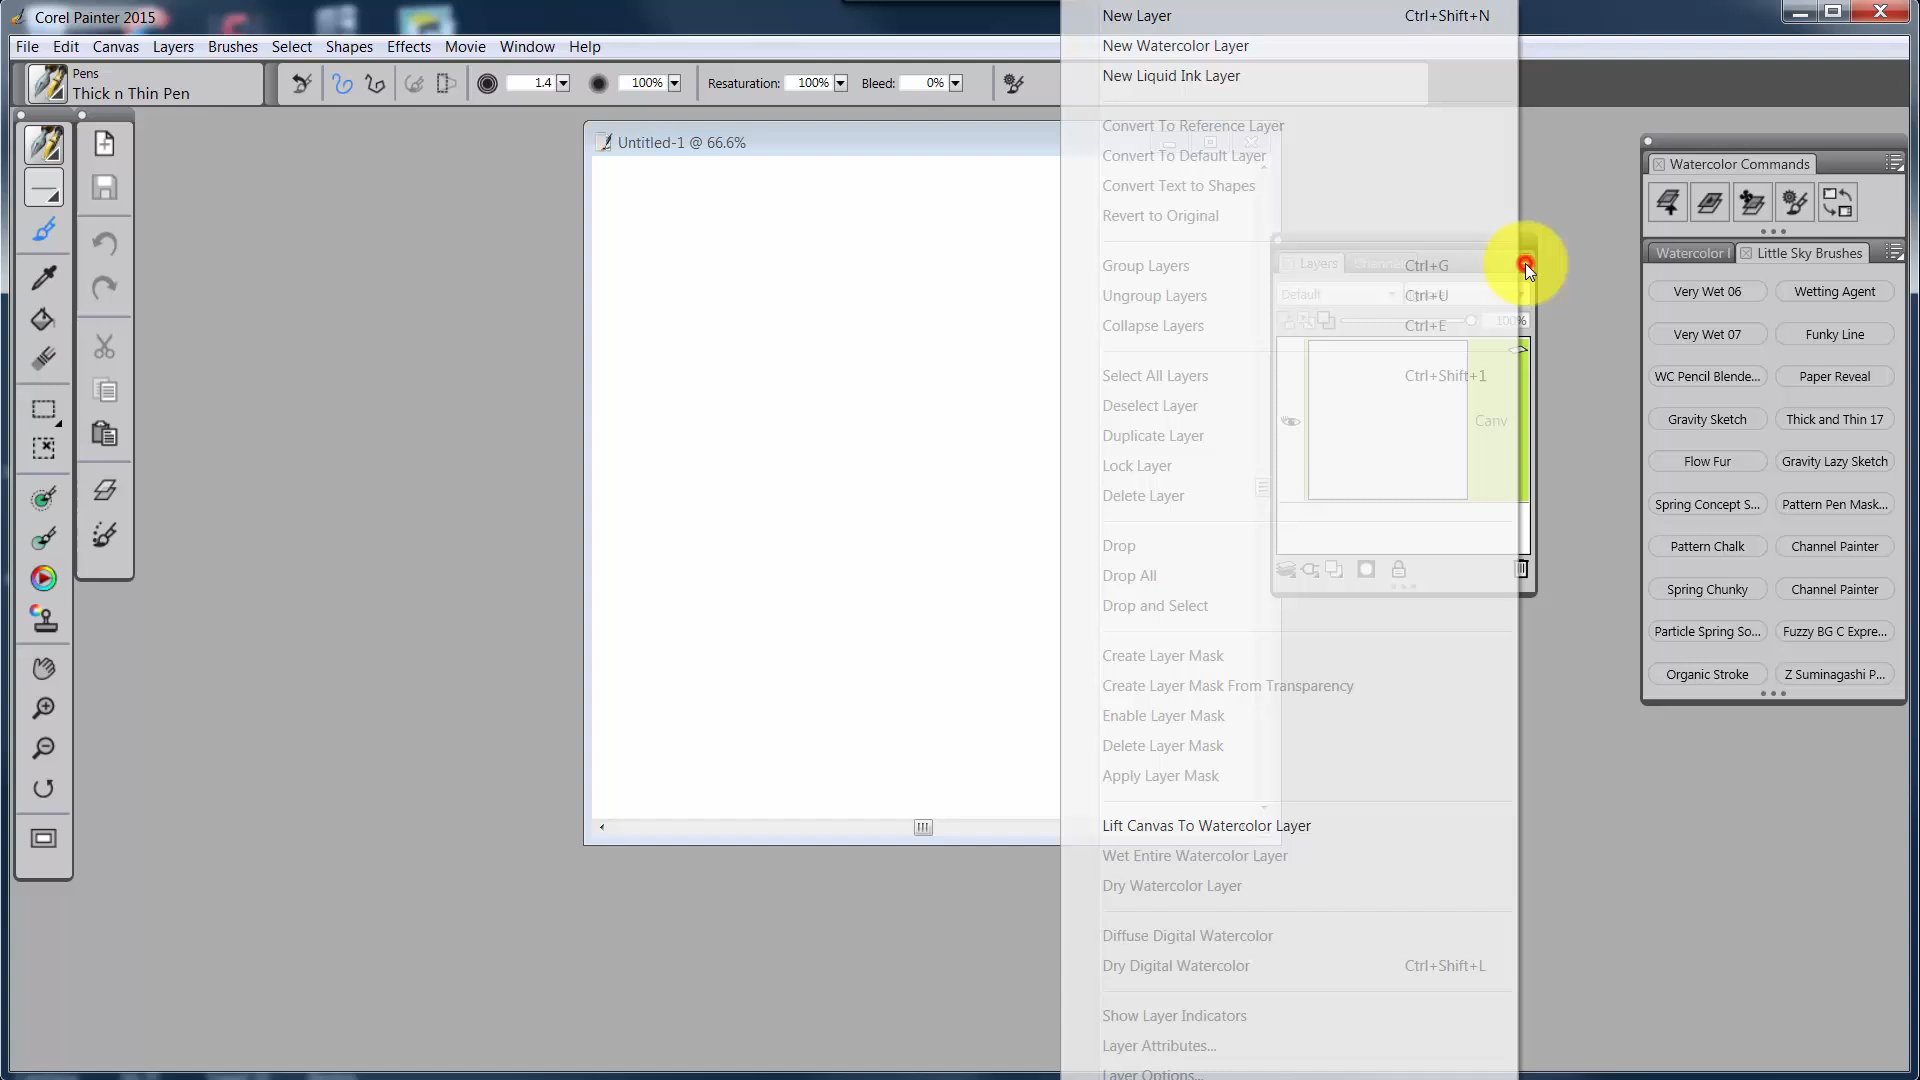 Corel Painter 2015
File Edit Canvas Layers Brushes Select Shapes Effects Movie Window Help
Pens
Thick n Thin Pen
1.4 100% Resaturation: 100% Bleed: 0%
Untitled-1 @ 66.6%
New Layer Ctrl+Shift+N
New Watercolor Layer
New Liquid Ink Layer
Convert To Reference Layer
Convert To Default Layer
Convert Text to Shapes
Revert to Original
Group Layers Ctrl+G
Ungroup Layers Ctrl+U
Collapse Layers Ctrl+E
Select All Layers Ctrl+Shift+1
Deselect Layer
Duplicate Layer
Lock Layer
Delete Layer
Drop
Drop All
Drop and Select
Create Layer Mask
Create Layer Mask From Transparency
Enable Layer Mask
Delete Layer Mask
Apply Layer Mask
Lift Canvas To Watercolor Layer
Wet Entire Watercolor Layer
Dry Watercolor Layer
Diffuse Digital Watercolor
Dry Digital Watercolor Ctrl+Shift+L
Show Layer Indicators
Layer Attributes...
Layer Options...
Layers
Default
100%
Canv
Watercolor Commands
Watercolor Little Sky Brushes
Very Wet 06 Wetting Agent
Very Wet 07 Funky Line
WC Pencil Blende... Paper Reveal
Gravity Sketch Thick and Thin 17
Flow Fur Gravity Lazy Sketch
Spring Concept S... Pattern Pen Mask...
Pattern Chalk Channel Painter
Spring Chunky Channel Painter
Particle Spring So... Fuzzy BG C Expre...
Organic Stroke Z Suminagashi P...